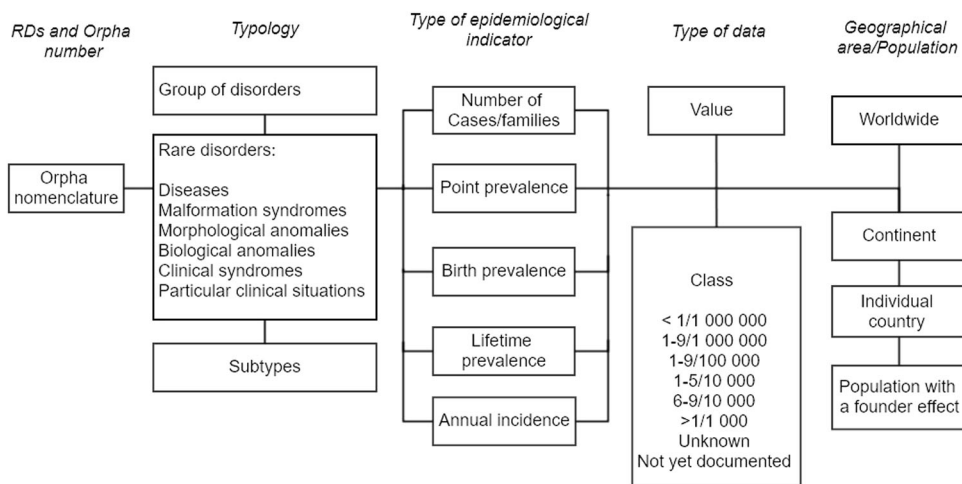 RDs and Orpha
number
Typology
Type of epidemiological
indicator
Type of data
Geographical
area/Population
Orpha
nomenclature
Group of disorders
Rare disorders:
Diseases
Malformation syndromes
Morphological anomalies
Biological anomalies
Clinical syndromes
Particular clinical situations
Subtypes
Number of
Cases/families
Point prevalence
Birth prevalence
Lifetime
prevalence
Annual incidence
Value
Class
< 1/1 000 000
1-9/1 000 000
1-9/100 000
1-5/10 000
6-9/10 000
>1/1 000
Unknown
Not yet documented
Worldwide
Continent
Individual
country
Population with
a founder effect